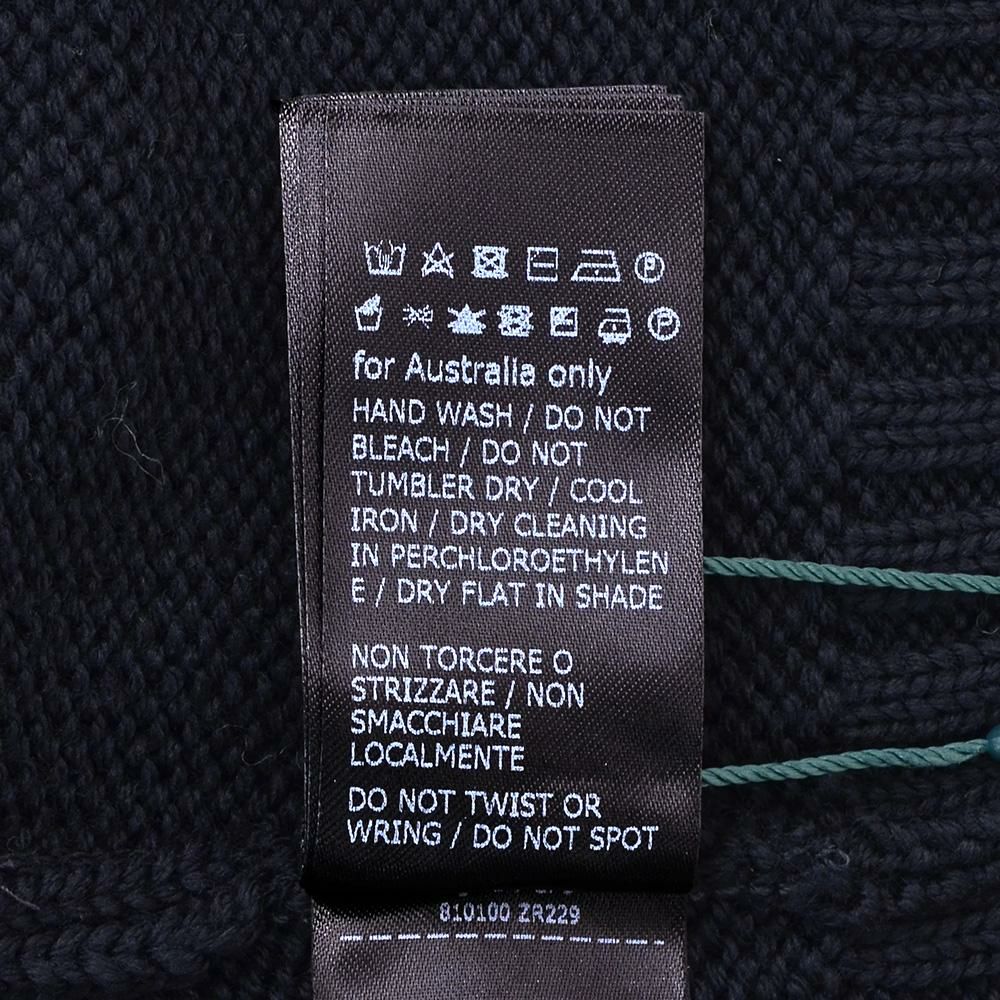 P
P
for Australia only
HAND WASH / DO NOT
BLEACH / DO NOT
TUMBLER DRY / COOL
IRON / DRY CLEANING
IN PERCHLOROETHYLEN
E / DRY FLAT IN SHADE
NON TORCERE O
STRIZZARE / NON
SMACCHIARE
LOCALMENTE
DO NOT TWIST OR
WRING / DO NOT SPOT
810100 ZR229